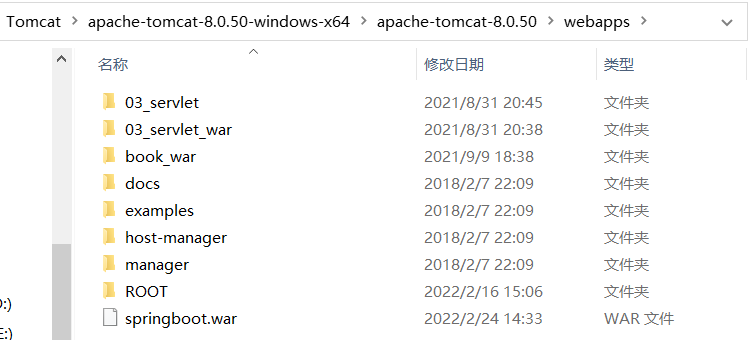 Tomcat > apache-tomcat-8.0.50-windows-x64 > apache-tomcat-8.0.50 > webapps >
名称 修改日期 类型
03_servlet 2021/8/31 20:45 文件夹
03_servlet_war 2021/8/31 20:38 文件夹
book_war 2021/9/9 18:38 文件夹
docs 2018/2/7 22:09 文件夹
examples 2018/2/7 22:09 文件夹
host-manager 2018/2/7 22:09 文件夹
manager 2018/2/7 22:09 文件夹
ROOT 2022/2/16 15:06 文件夹
:)
springboot.war 2022/2/24 14:33 WAR 文件
E:)